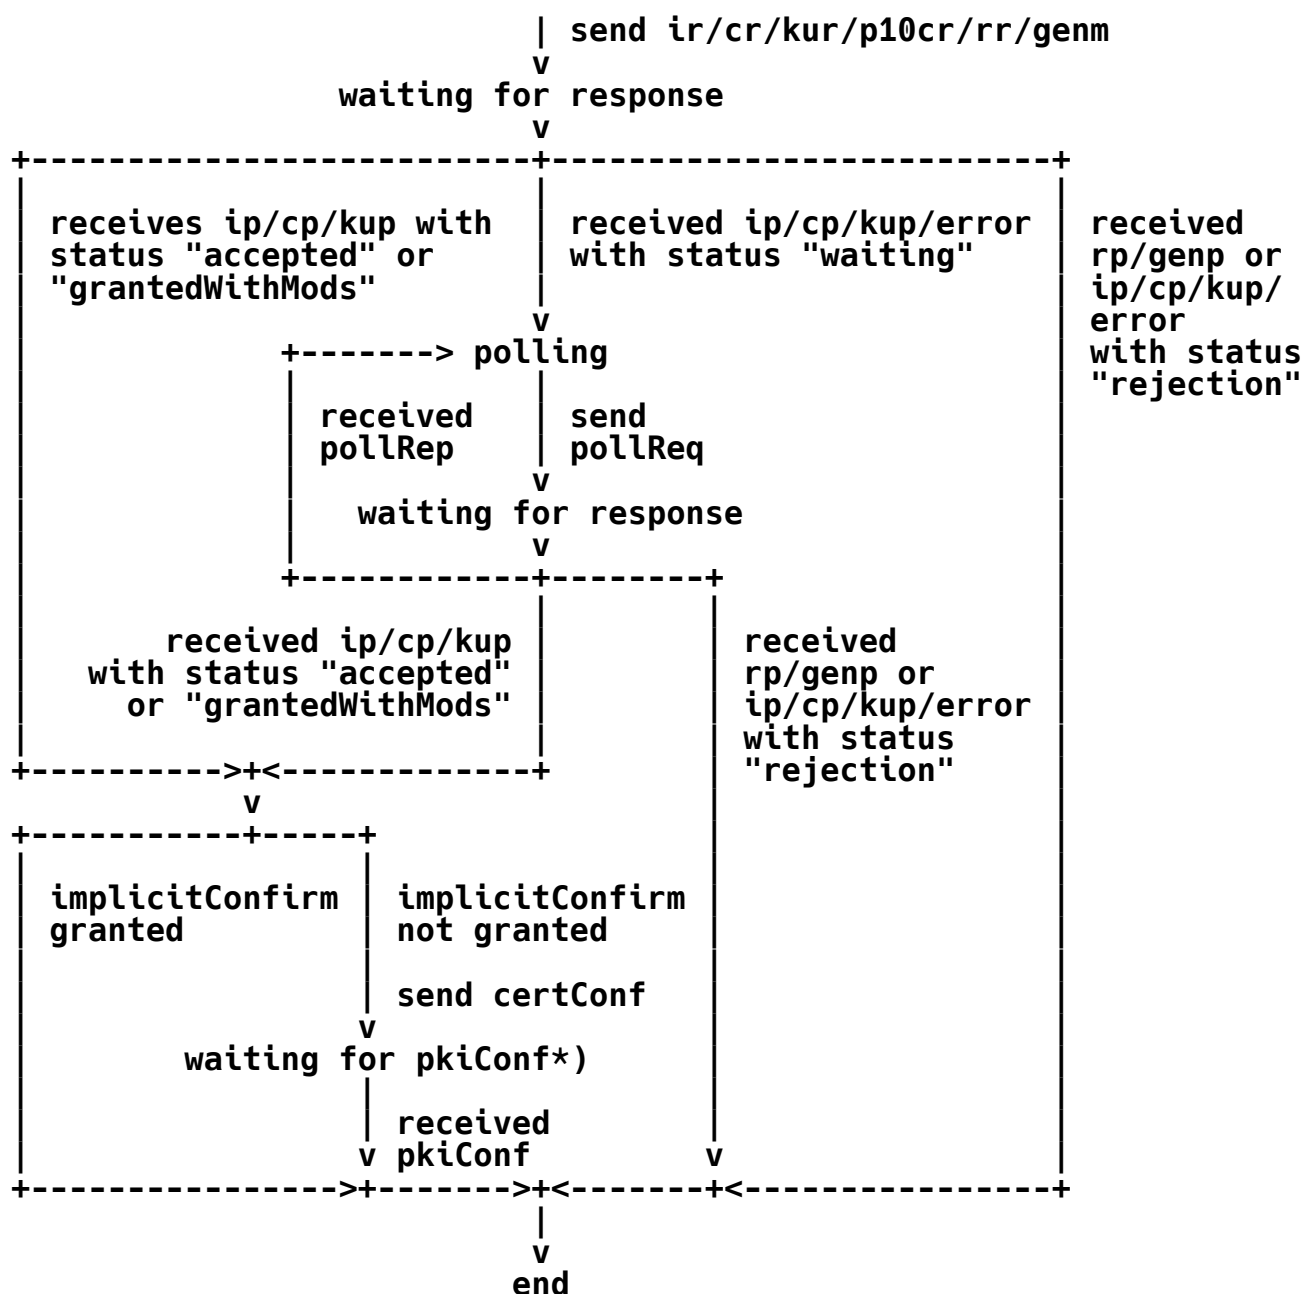 send ir/cr/kur/p10cr/rr/genm
waiting for response
receives ip/cp/kup with
status "accepted" or
"grantedWithMods"
received ip/cp/kup/error
with status "waiting"
received
rp/genp or
ip/cp/kup/
error
with status
"rejection"
polling
received
pollRep
send
pollReq
waiting for response
received ip/cp/kup
with status "accepted"
or "grantedWithMods"
received
rp/genp or
ip/cp/kup/error
with status
"rejection"
implicitConfirm
granted
implicitConfirm
not granted
send certConf
waiting for pkiConf*)
received
pkiConf
end